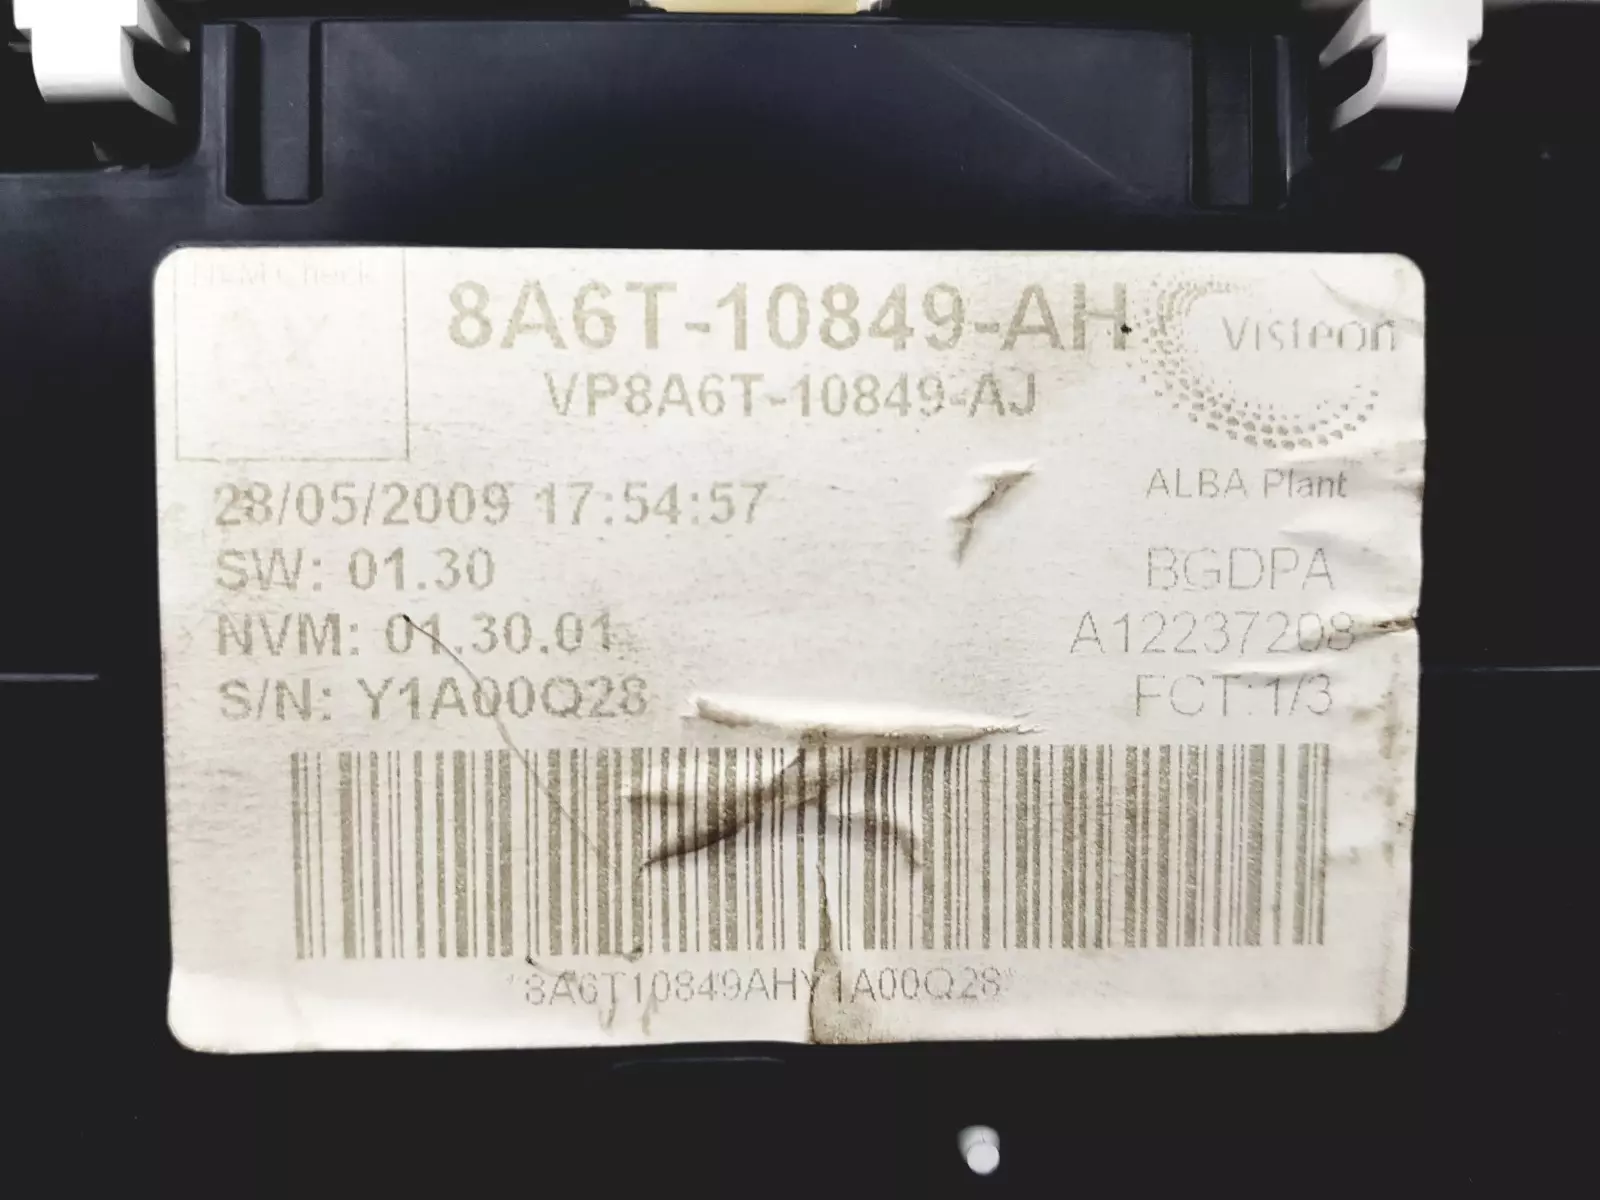 8A6T-10849-AH
Visteon
VP8A6T-10849-AJ
28/05/2009 17:54:57
ALBA Plant
SW: 01.30
BGDPA
NVM: 01.30.01
A12237208
S/N: Y1A00Q28
FCT:1/3
*8A6T10849AHY1A00Q28*